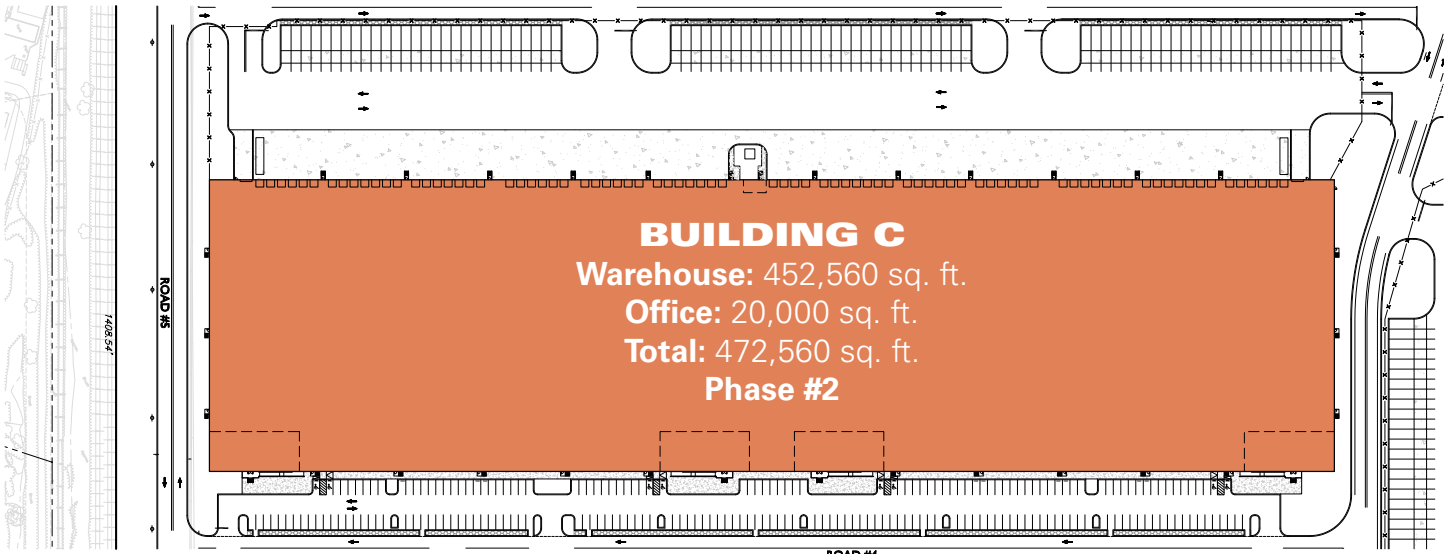 BUILDING C
Warehouse: 452,560 sq. ft.
Office: 20,000 sq. ft.
Total: 472,560 sq. ft.
Phase #2
ROAD #5
1408.54'